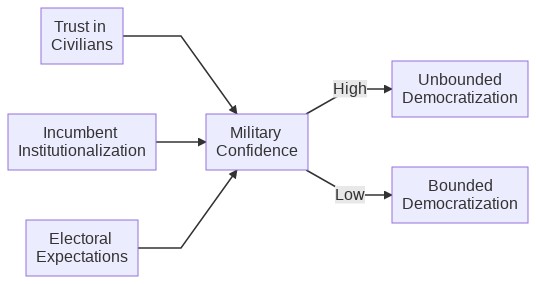 Trust in
Civilians
Incumbent
Institutionalization
Electoral
Expectations
Military
Confidence
High
Low
Unbounded
Democratization
Bounded
Democratization